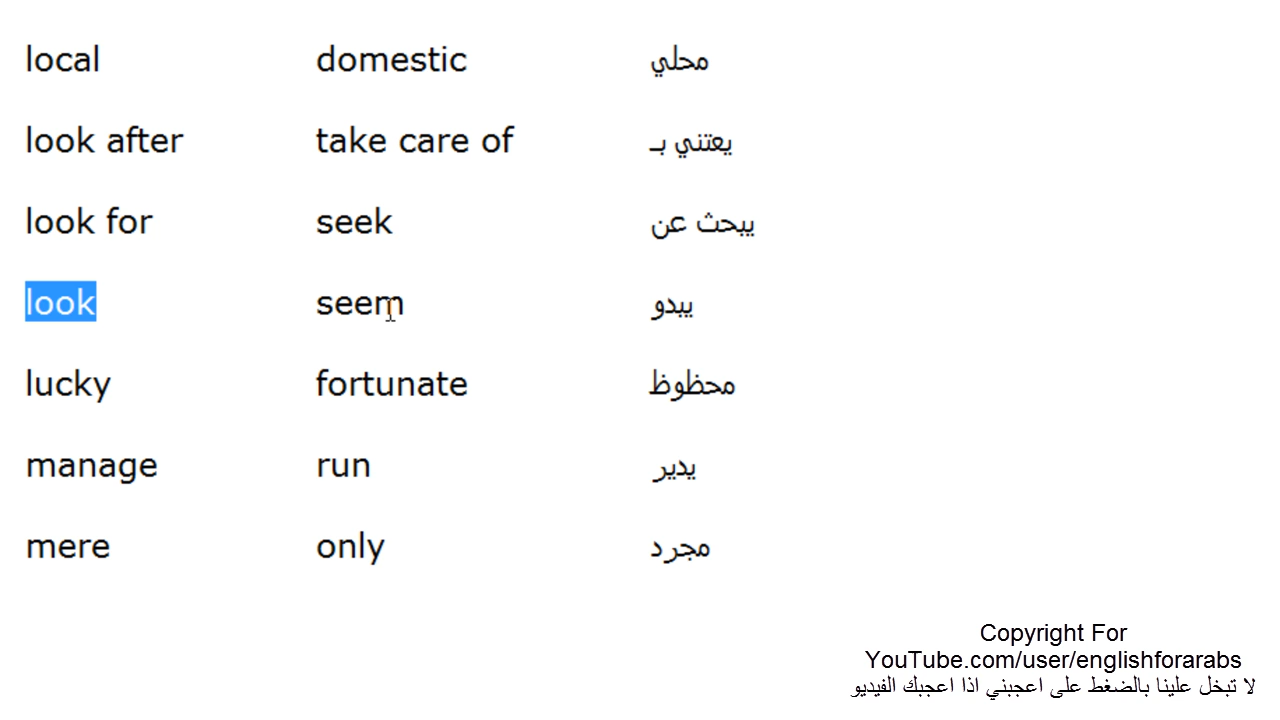 local domestic محلي
look after take care of يعتني بـ
look for seek يبحث عن
look seem يبدو
lucky fortunate محظوظ
manage run يدير
mere only مجرد
Copyright For
YouTube.com/user/englishforarabs
لا تبخل علينا بالضغط على اعجبني اذا اعجبك الفيديو